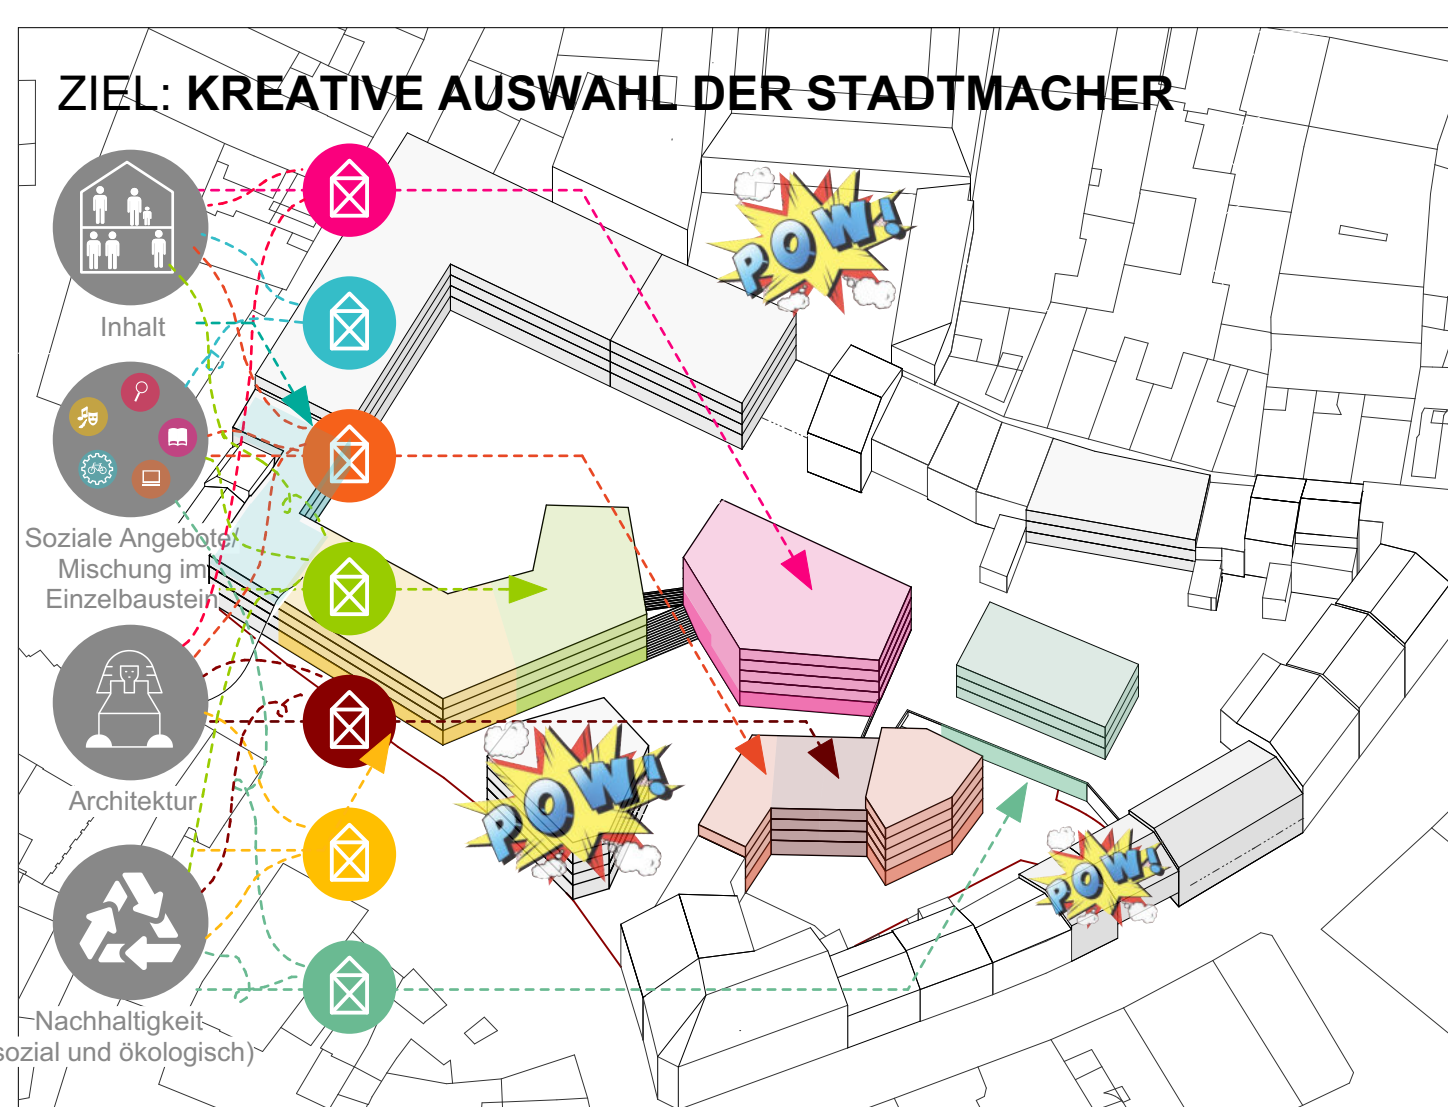 ZIEL: KREATIVE AUSWAHL DER STADTMACHER
POW!
Inhalt
Soziale Angebote/
Mischung im
Einzelbaustein
POW!
Architektur
POW!
Nachhaltigkeit
sozial und ökologisch)